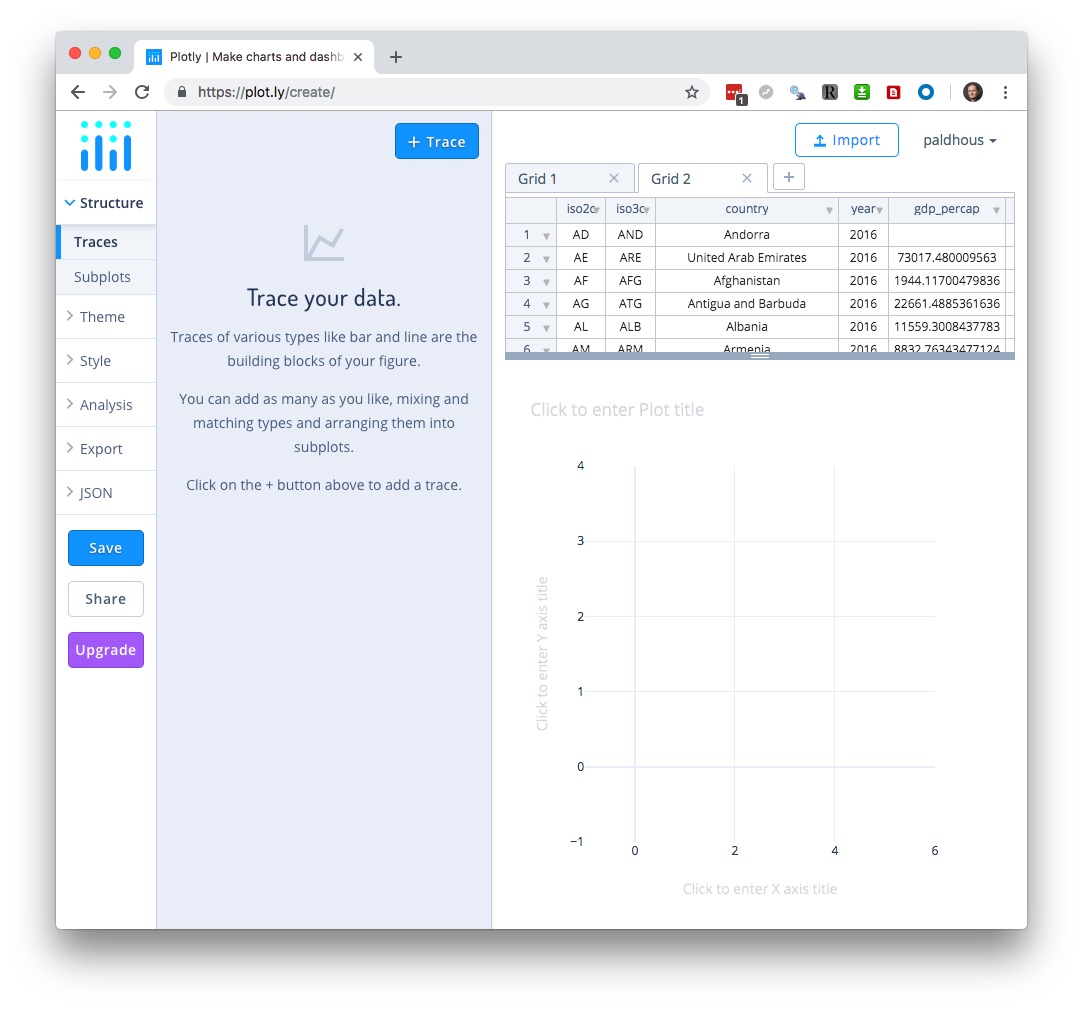 Plotly | Make charts and dashb
https://plot.ly/create/
1
R
+ Trace
Import
paldhous
Structure
Traces
Subplots
Theme
Style
Analysis
Export
JSON
Save
Share
Upgrade
Trace your data.
Traces of various types like bar and line are the
building blocks of your figure.
You can add as many as you like, mixing and
matching types and arranging them into
subplots.
Click on the + button above to add a trace.
Grid 1
Grid 2
+
iso2c iso3c country year gdp_percap
1 AD AND Andorra 2016
2 AE ARE United Arab Emirates 2016 73017.480009563
3 AF AFG Afghanistan 2016 1944.11700479836
4 AG ATG Antigua and Barbuda 2016 22661.4885361636
5 AL ALB Albania 2016 11559.3008437783
6 AM ARM Armenia 2016 8832.76343477124
Click to enter Plot title
4
3
2
1
0
−1
Click to enter Y axis title
0 2 4 6
Click to enter X axis title